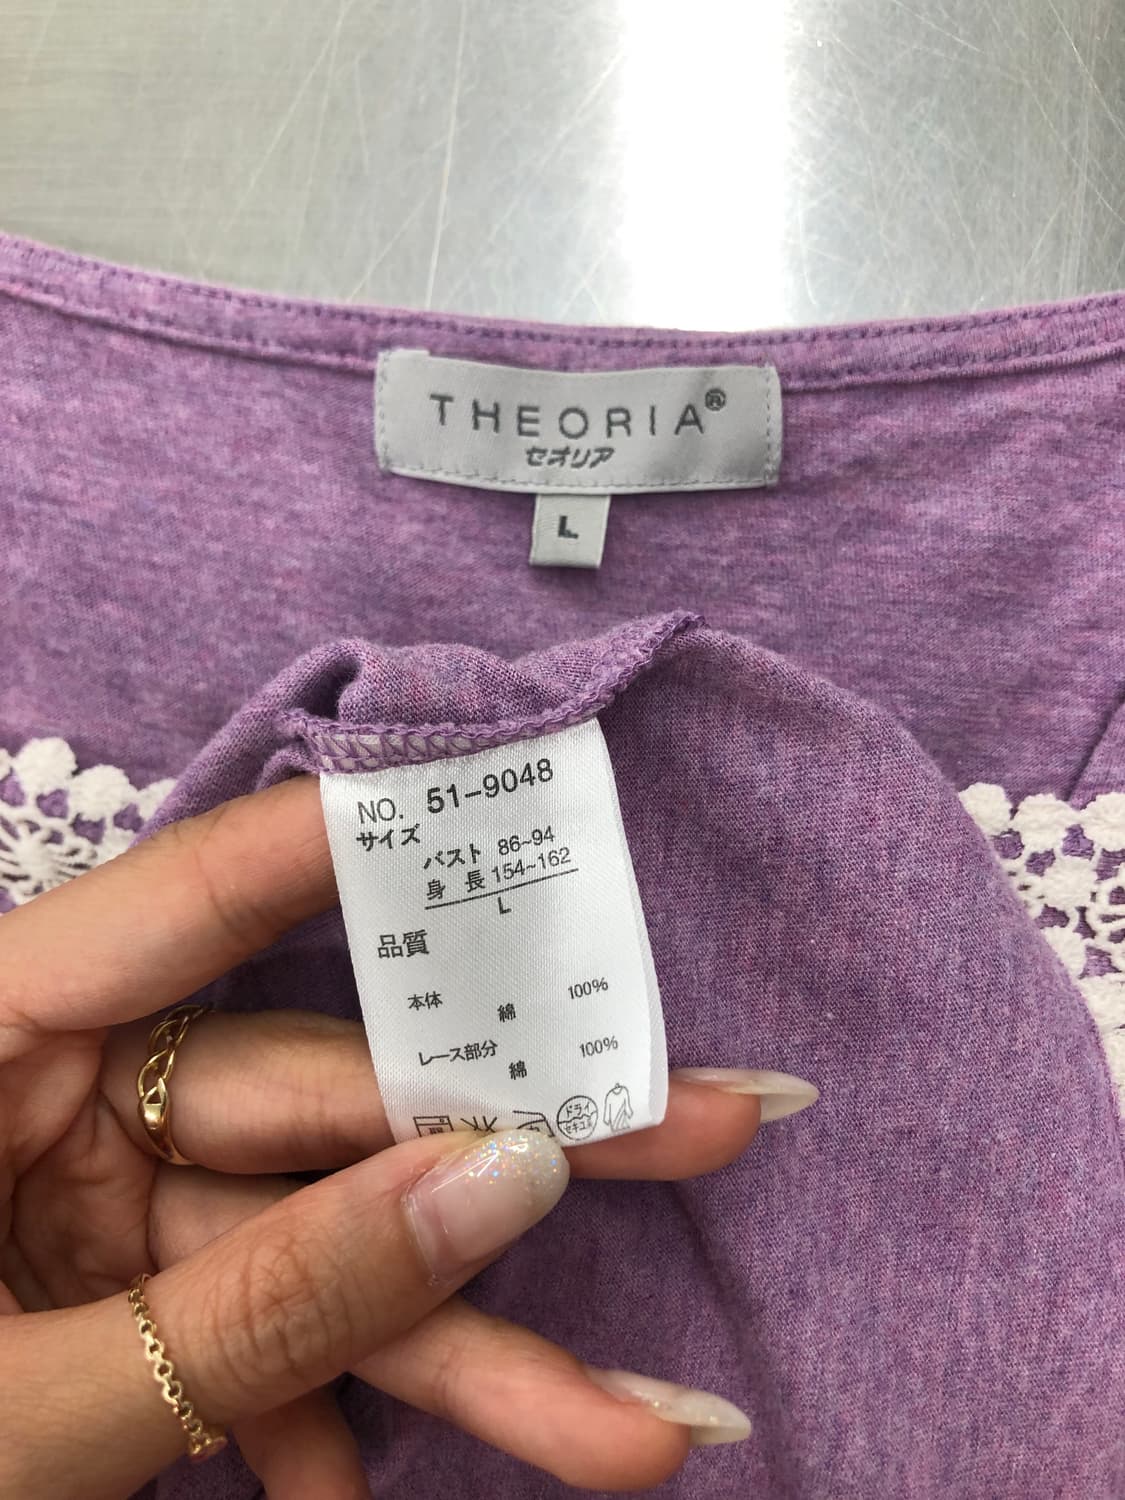 THEORIA®
セオリア
L
NO. 51-9048
サイズ
バスト 86~94
身 長 154~162
L
品質
本体 綿 100%
レース部分 綿 100%
ドライ
セキユ系